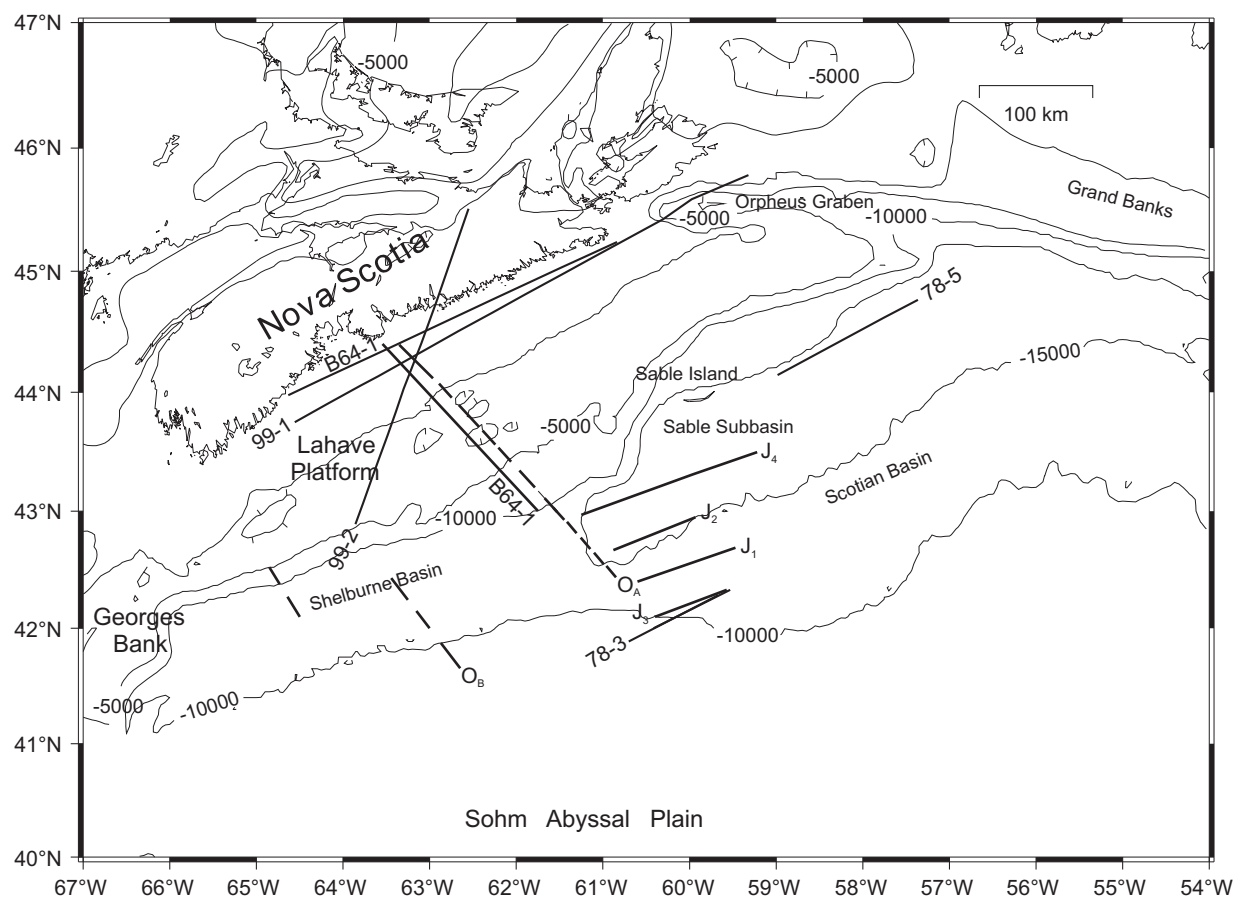 47°N
-5000
-5000
100 km
46°N
Grand Banks
Orpheus Graben
-5000
-10000
Nova Scotia
45°N
78-5
B64-1
-15000
Sable Island
44°N
99-1
-5000
Sable Subbasin
Lahave
Platform
J4
Scotian Basin
B64-1
43°N
-10000
J2
99-2
J1
Shelburne Basin
OA
Georges
Bank
J3
42°N
-10000
78-3
OB
-5000
-10000
41°N
Sohm Abyssal Plain
40°N
67°W 66°W 65°W 64°W 63°W 62°W 61°W 60°W 59°W 58°W 57°W 56°W 55°W 54°W